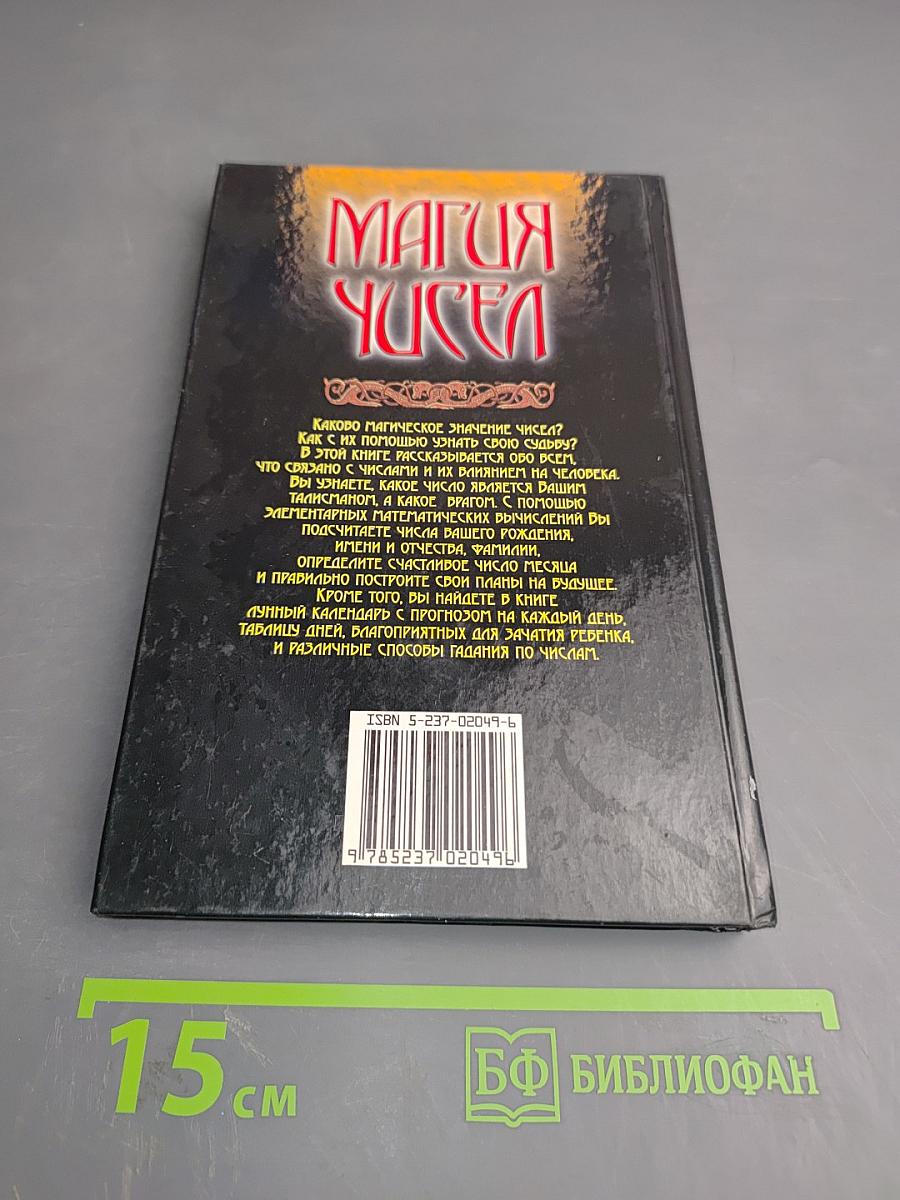 МАГИЯ
ЧИСЕЛ
Каково магическое значение чисел?
Как с их помощью узнать свою судьбу?
В этой книге рассказывается обо всем,
что связано с числами и их влиянием на человека.
Вы узнаете, какое число является Вашим
талисманом, а какое врагом. С помощью
элементарных математических вычислений Вы
подсчитаете числа вашего рождения,
имени и отчества, фамилии,
определите счастливое число месяца
и правильно построите свои планы на будущее.
Кроме того, вы найдете в книге
лунный календарь с прогнозом на каждый день,
таблицу дней, благоприятных для зачатия ребенка,
и различные способы гадания по числам.
ISBN 5-237-02049-6
9 785237 020496
15 см
БФ БИБЛИОФАН